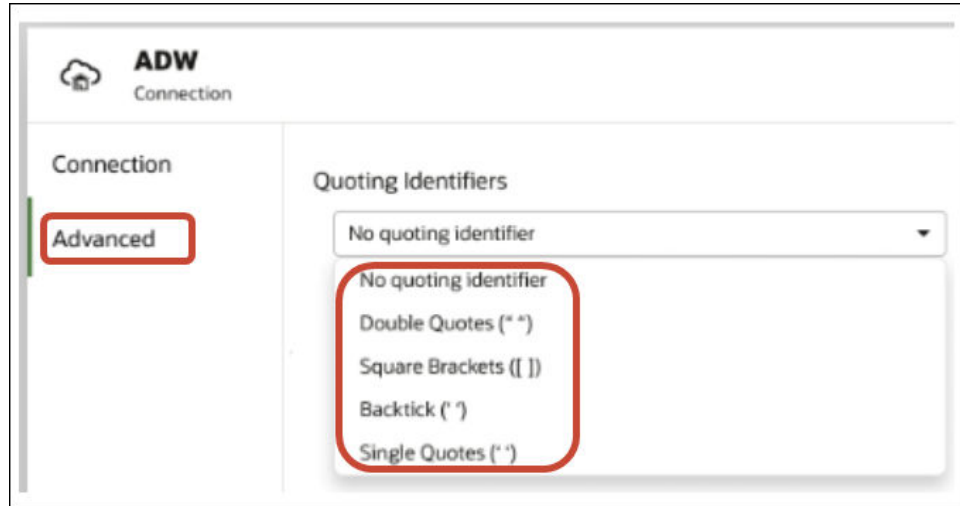 ADW
Connection
Connection
Advanced
Quoting Identifiers
No quoting identifier
No quoting identifier
Double Quotes (" ")
Square Brackets ([ ])
Backtick (' ')
Single Quotes (' ')